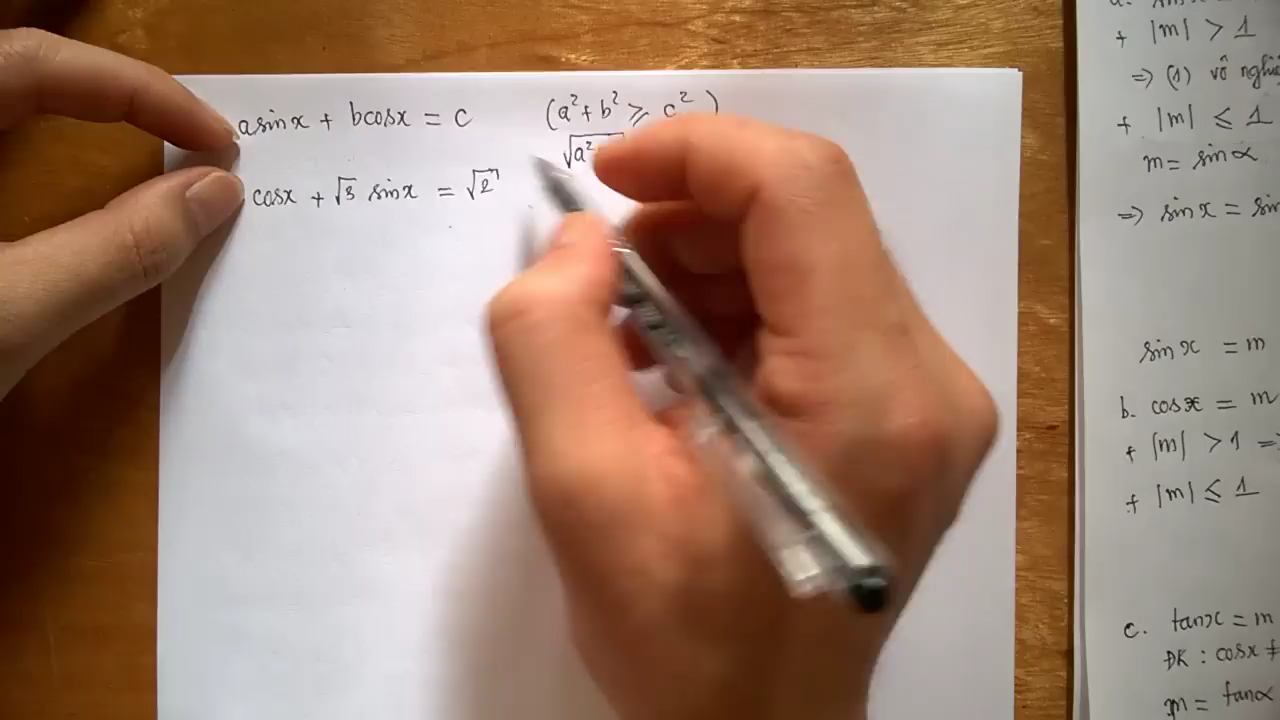 asinx + bcosx = c (a² + b² ⩾ c²)
√a²
cosx + √3 sinx = √2
+ |m| > 1
=> (1) vô
+ |m| ≤ 1
m = sinα
=> sinx =
sinx = m
b. cosx = m
+ |m| > 1 =>
+ |m| ≤ 1
c. tanx = m
ĐK : cosx ≠
m = tanα